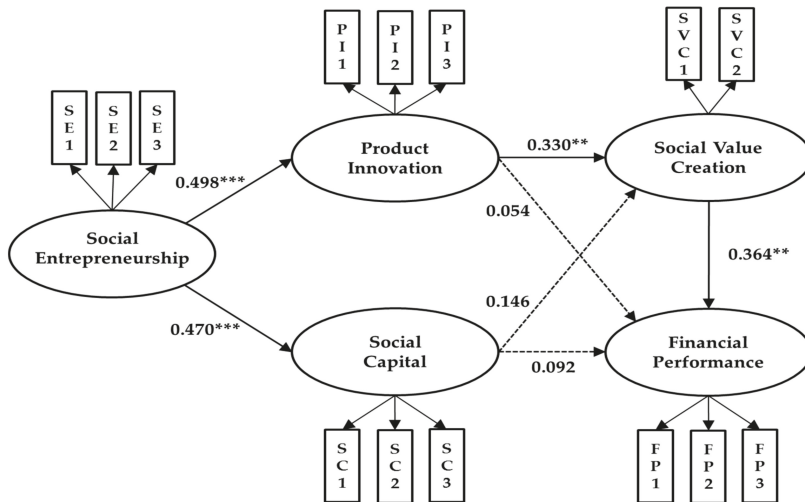 PI1
PI2
PI3
SVC1
SVC2
SE1
SE2
SE3
Product
Innovation
0.330**
Social Value
Creation
0.498***
0.054
Social
Entrepreneurship
0.364**
0.146
0.470***
Social
Capital
0.092
Financial
Performance
SC1
SC2
SC3
FP1
FP2
FP3